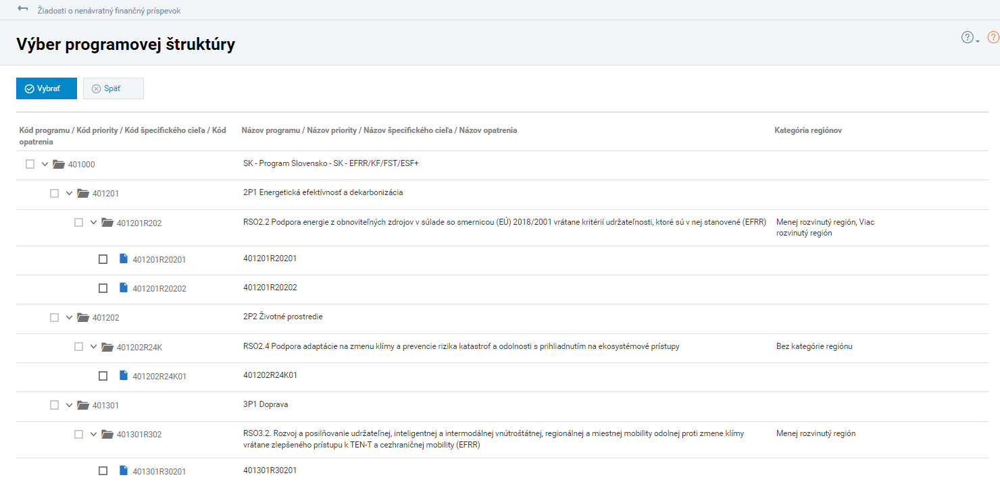 Žiadosti o nenávratný finančný príspevok
Výber programovej štruktúry
Vybrať
Späť
Kód programu / Kód priority / Kód špecifického cieľa / Kód
opatrenia
Názov programu / Názov priority / Názov špecifického cieľa / Názov opatrenia
Kategória regiónov
401000
SK - Program Slovensko - SK - EFRR/KF/FST/ESF+
401201
2P1 Energetická efektívnosť a dekarbonizácia
401201R202
RSO2.2 Podpora energie z obnoviteľných zdrojov v súlade so smernicou (EÚ) 2018/2001 vrátane kritérií udržateľnosti, ktoré sú v nej stanovené (EFRR)
Menej rozvinutý región, Viac
rozvinutý región
401201R20201
401201R20201
401201R20202
401201R20202
401202
2P2 Životné prostredie
401202R24K
RSO2.4 Podpora adaptácie na zmenu klímy a prevencie rizika katastrof a odolnosti s prihliadnutím na ekosystémové prístupy
Bez kategórie regiónu
401202R24K01
401202R24K01
401301
3P1 Doprava
401301R302
RSO3.2. Rozvoj a posilňovanie udržateľnej, inteligentnej a intermodálnej vnútroštátnej, regionálnej a miestnej mobility odolnej proti zmene klímy
vrátane zlepšeného prístupu k TEN-T a cezhraničnej mobility (EFRR)
Menej rozvinutý región
401301R30201
401301R30201